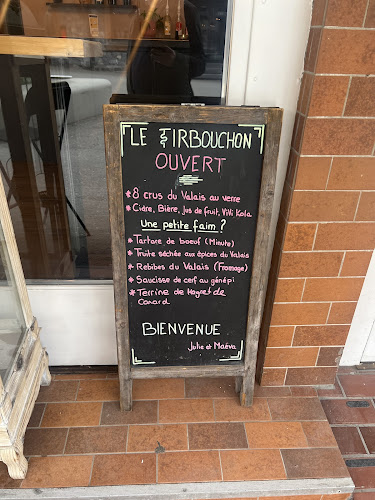 LE TIRBOUCHON
OUVERT
* 8 crus du Valais au verre
* Cidre, Bière, jus de fruit, ViVi Kola
Une petite faim ?
* Tartare de boeuf (Minute)
* Truite séchée aux épices du Valais
* Rebibes du Valais (Fromage)
* Saucisse de cerf au génépi
* Terrine de Magret de
Canard
BIENVENUE
Julie et Maéva